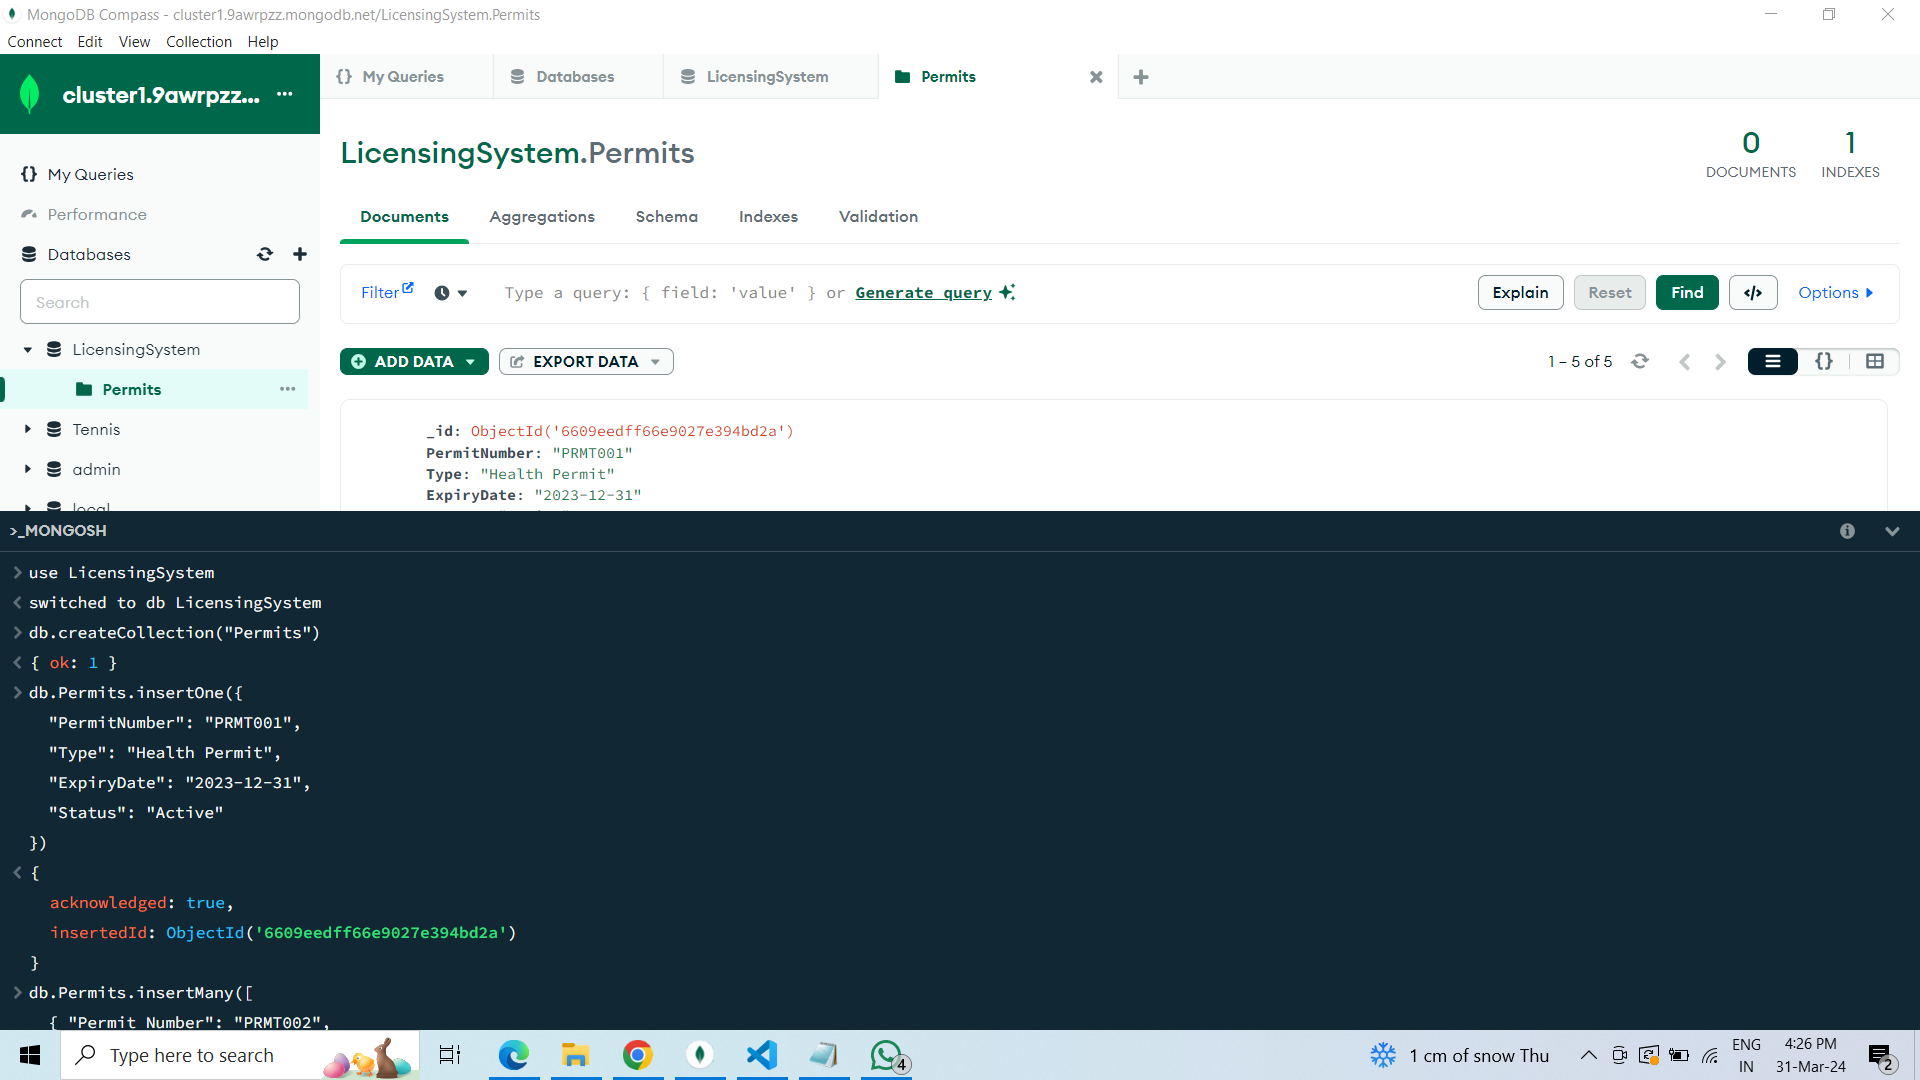 MongoDB Compass - cluster1.9awrpzz.mongodb.net/LicensingSystem.Permits
Connect Edit View Collection Help
cluster1.9awrpzz... ...
My Queries
Performance
Databases
Search
LicensingSystem
Permits
Tennis
admin
local
My Queries Databases LicensingSystem Permits
LicensingSystem.Permits
0 DOCUMENTS
1 INDEXES
Documents Aggregations Schema Indexes Validation
Filter Type a query: { field: 'value' } or Generate query Explain Reset Find </> Options
ADD DATA EXPORT DATA 1 – 5 of 5 {}
_id: ObjectId('6609eedff66e9027e394bd2a')
PermitNumber: "PRMT001"
Type: "Health Permit"
ExpiryDate: "2023-12-31"
>_MONGOSH
> use LicensingSystem
< switched to db LicensingSystem
> db.createCollection("Permits")
< { ok: 1 }
> db.Permits.insertOne({
"PermitNumber": "PRMT001",
"Type": "Health Permit",
"ExpiryDate": "2023-12-31",
"Status": "Active"
})
< {
acknowledged: true,
insertedId: ObjectId('6609eedff66e9027e394bd2a')
}
> db.Permits.insertMany([
{ "Permit Number": "PRMT002",
Type here to search
4
1 cm of snow Thu
ENG
IN
4:26 PM
31-Mar-24
2